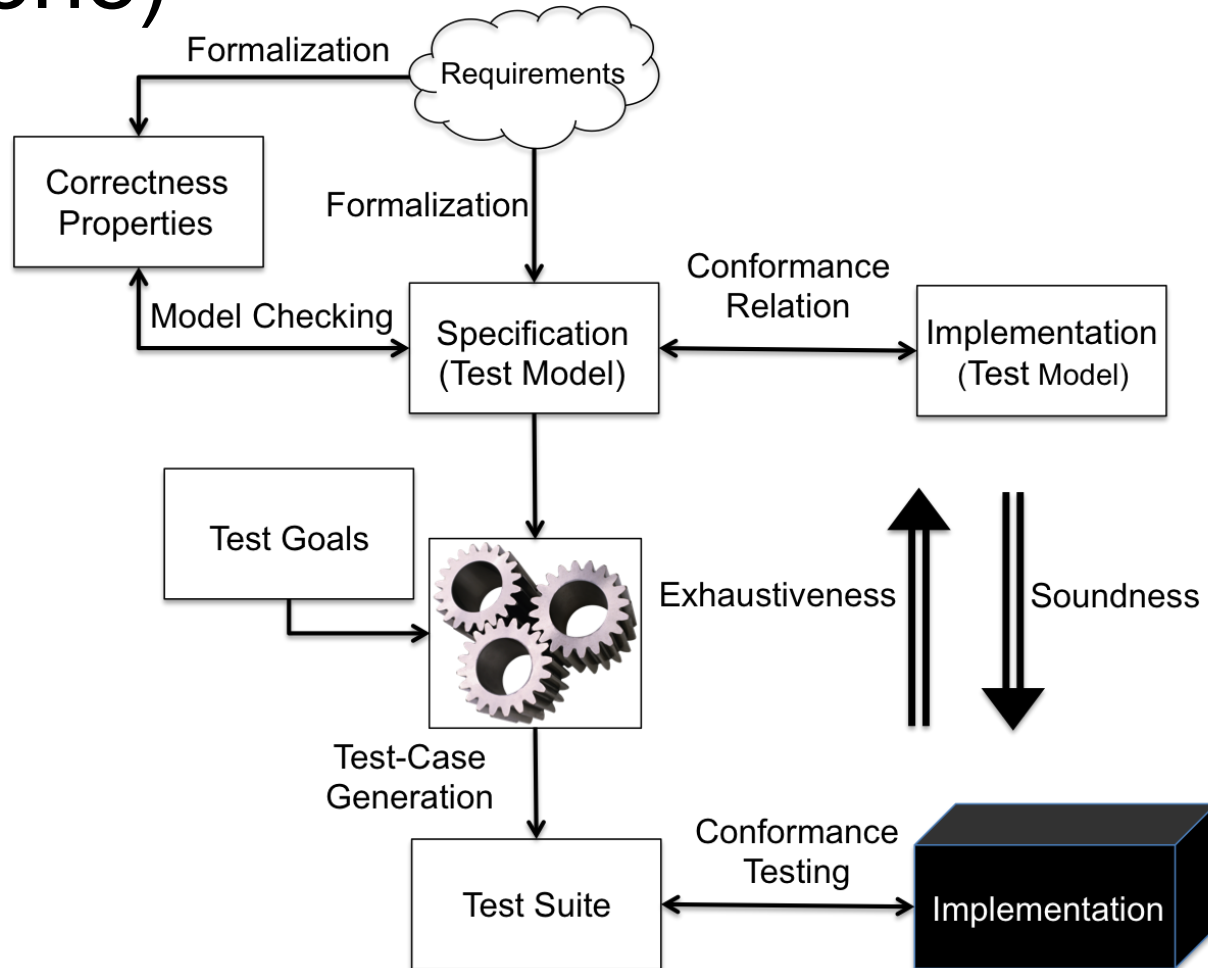 one)
Formalization
Requirements
Correctness
Properties
Formalization
Conformance
Relation
Model Checking
Specification
(Test Model)
Implementation
(Test Model)
Test Goals
Exhaustiveness
Soundness
Test-Case
Generation
Conformance
Testing
Test Suite
Implementation